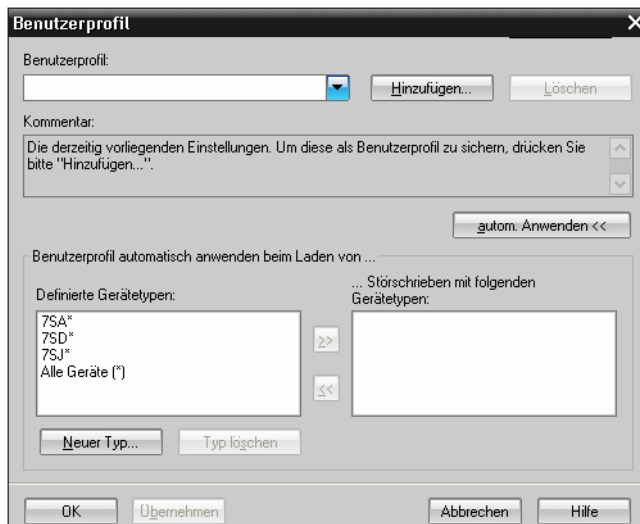 Benutzerprofil
Benutzerprofil:
Hinzufügen...
Löschen
Kommentar:
Die derzeitig vorliegenden Einstellungen. Um diese als Benutzerprofil zu sichern, drücken Sie
bitte "Hinzufügen...".
autom. Anwenden <<
Benutzerprofil automatisch anwenden beim Laden von ...
Definierte Gerätetypen:
... Störschrieben mit folgenden
Gerätetypen:
7SA*
7SD*
7SJ*
Alle Geräte (*)
>>
<<
Neuer Typ...
Typ löschen
OK
Übernehmen
Abbrechen
Hilfe